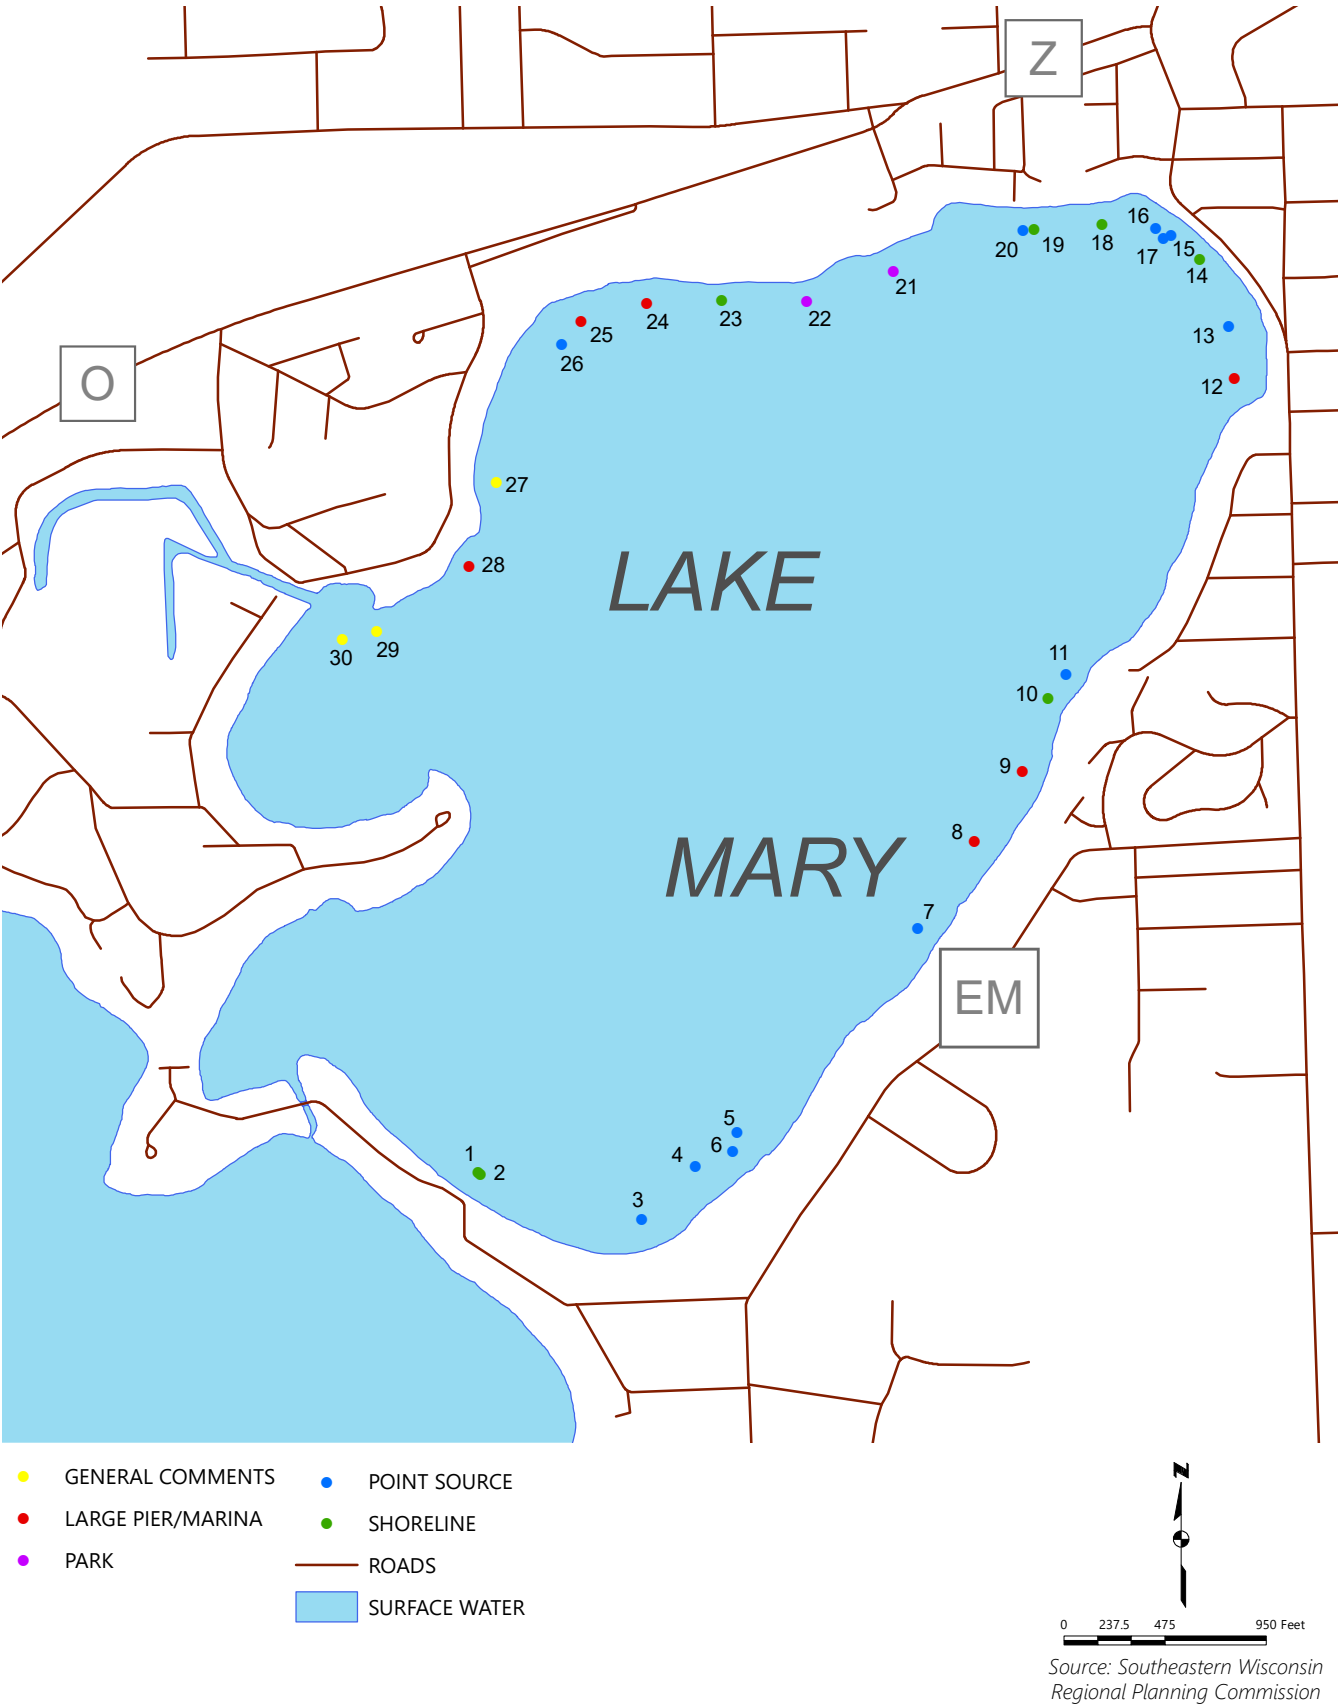 Z
16
20
19
18
17
15
14
21
22
23
24
25
26
13
12
O
27
28
LAKE
30
29
11
10
9
MARY
8
7
EM
5
6
4
1
2
3
GENERAL COMMENTS
LARGE PIER/MARINA
PARK
POINT SOURCE
SHORELINE
ROADS
SURFACE WATER
N
0 237.5 475 950 Feet
Source: Southeastern Wisconsin
Regional Planning Commission